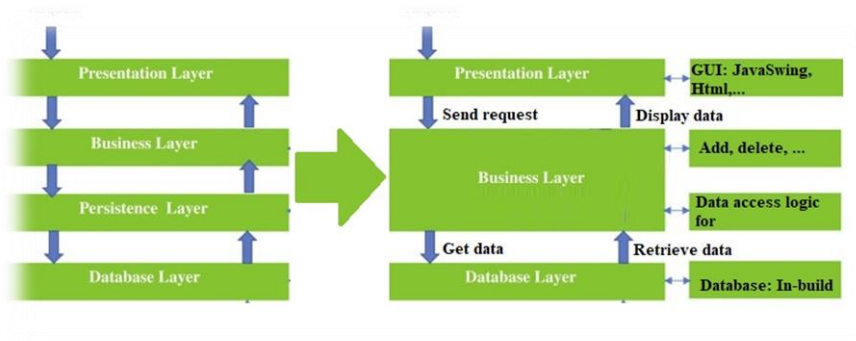 Presentation Layer
Business Layer
Persistence Layer
Database Layer
Presentation Layer
GUI: JavaSwing,
Html,...
Send request
Display data
Business Layer
Add, delete, ...
Data access logic
for
Get data
Retrieve data
Database Layer
Database: In-build